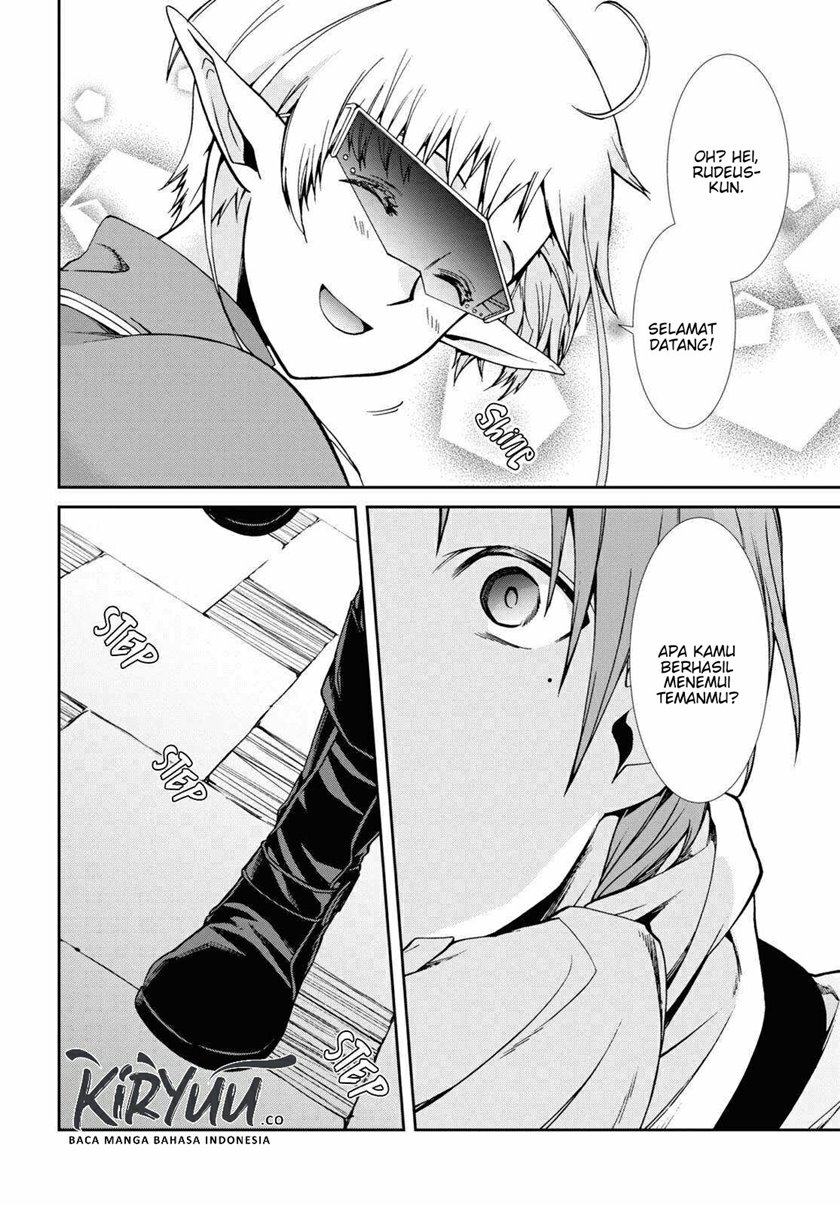 OH? HEI,
RUDEUS-
KUN.
SELAMAT
DATANG!
SHINE
APA KAMU
BERHASIL
MENEMUI
TEMANMU?
STEP
STEP
STEP
KIRYUU.CO
BACA MANGA BAHASA INDONESIA